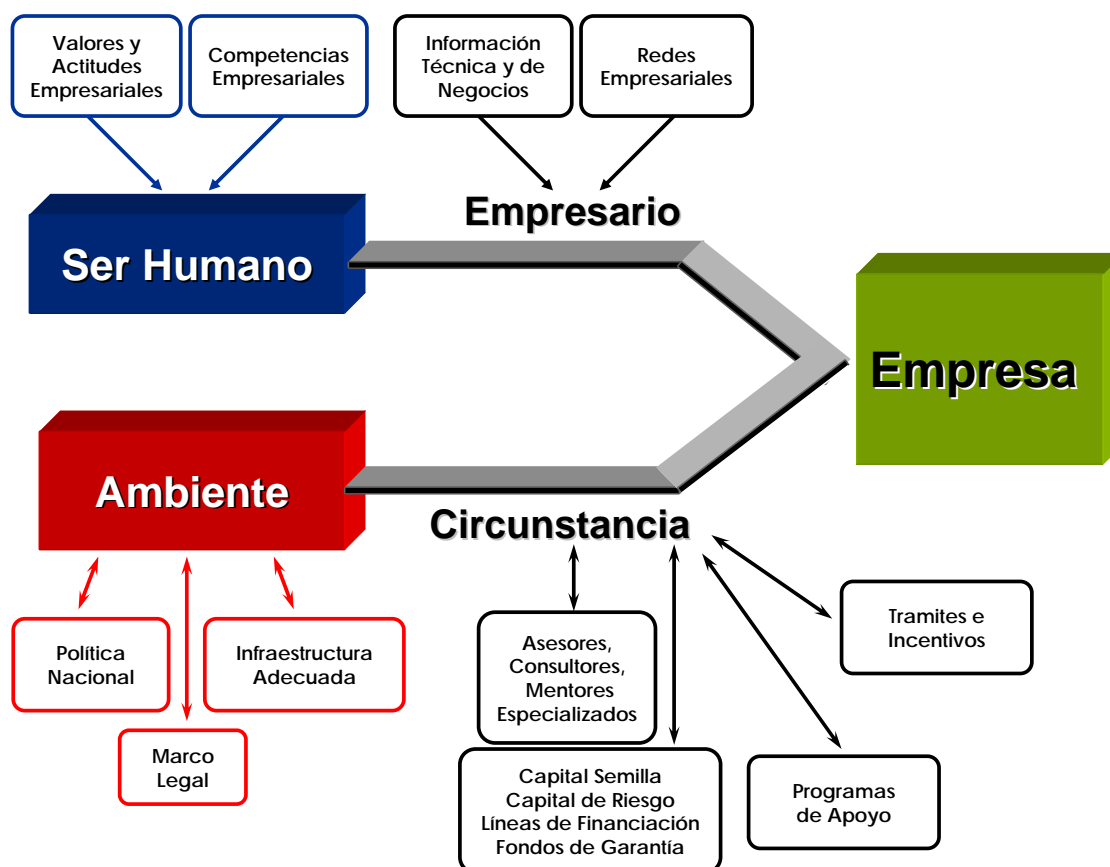 Valores y
Actitudes
Empresariales
Competencias
Empresariales
Información
Técnica y de
Negocios
Redes
Empresariales
Empresario
Ser Humano
Empresa
Ambiente
Circunstancia
Política
Nacional
Infraestructura
Adecuada
Marco
Legal
Asesores,
Consultores,
Mentores
Especializados
Tramites e
Incentivos
Capital Semilla
Capital de Riesgo
Líneas de Financiación
Fondos de Garantía
Programas
de Apoyo